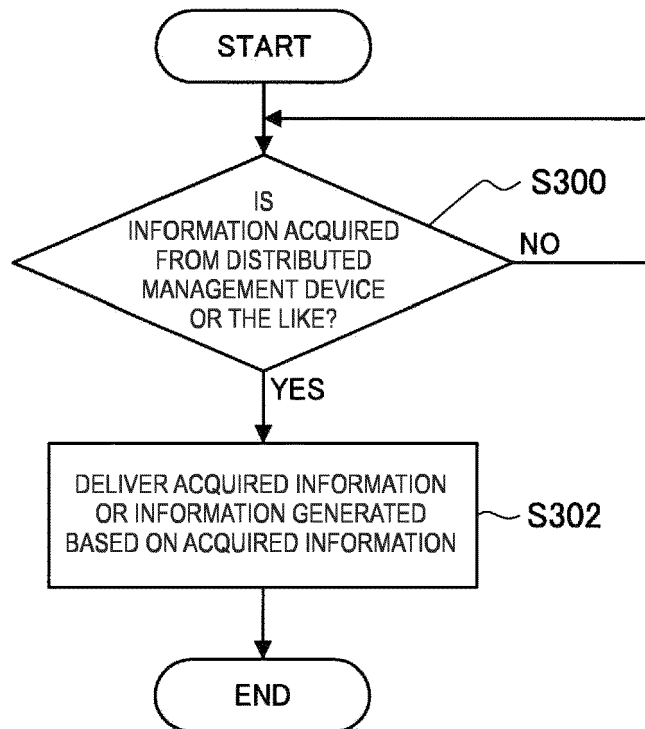 START
IS
INFORMATION ACQUIRED
FROM DISTRIBUTED
MANAGEMENT DEVICE
OR THE LIKE?
S300
NO
YES
DELIVER ACQUIRED INFORMATION
OR INFORMATION GENERATED
BASED ON ACQUIRED INFORMATION
S302
END